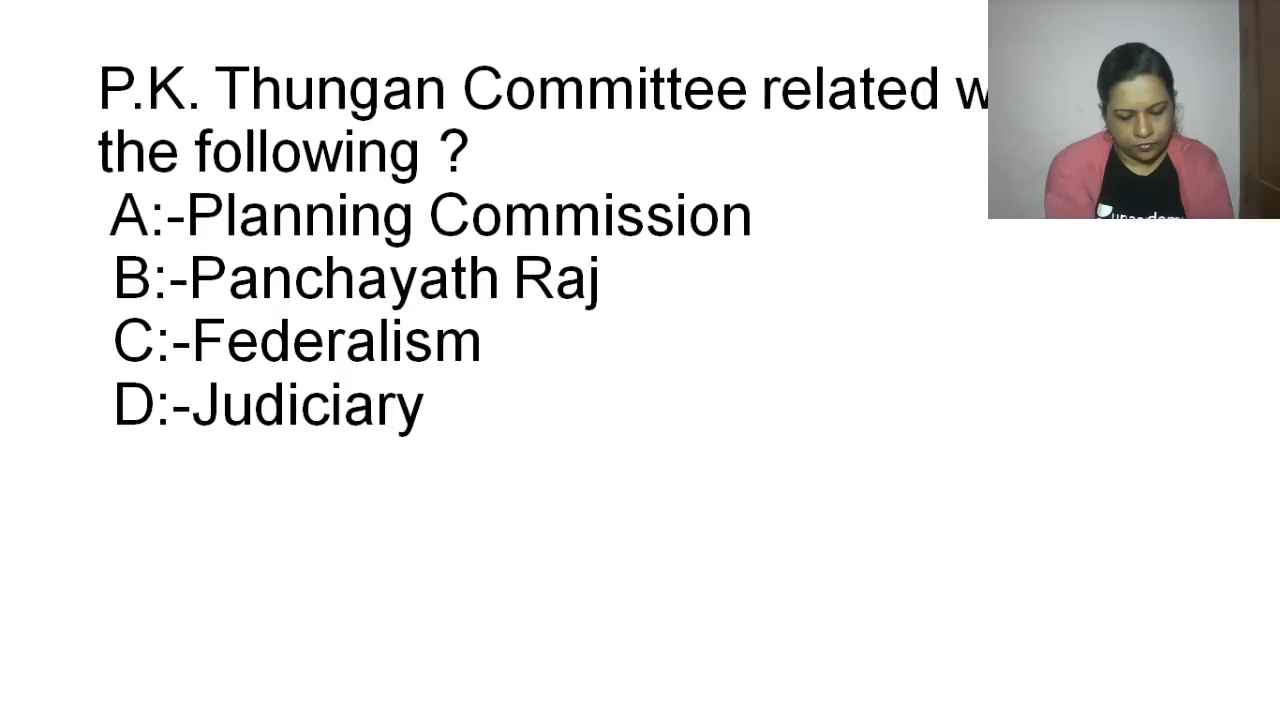 P.K. Thungan Committee related
the following ?
A:-Planning Commission
B:-Panchayath Raj
C:-Federalism
D:-Judiciary